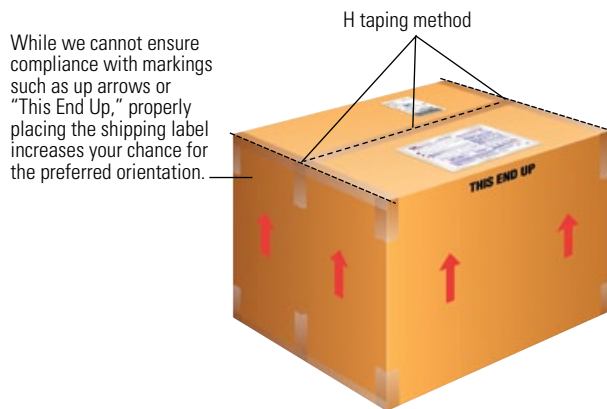 H taping method
While we cannot ensure
compliance with markings
such as up arrows or
“This End Up,” properly
placing the shipping label
increases your chance for
the preferred orientation.
THIS END UP